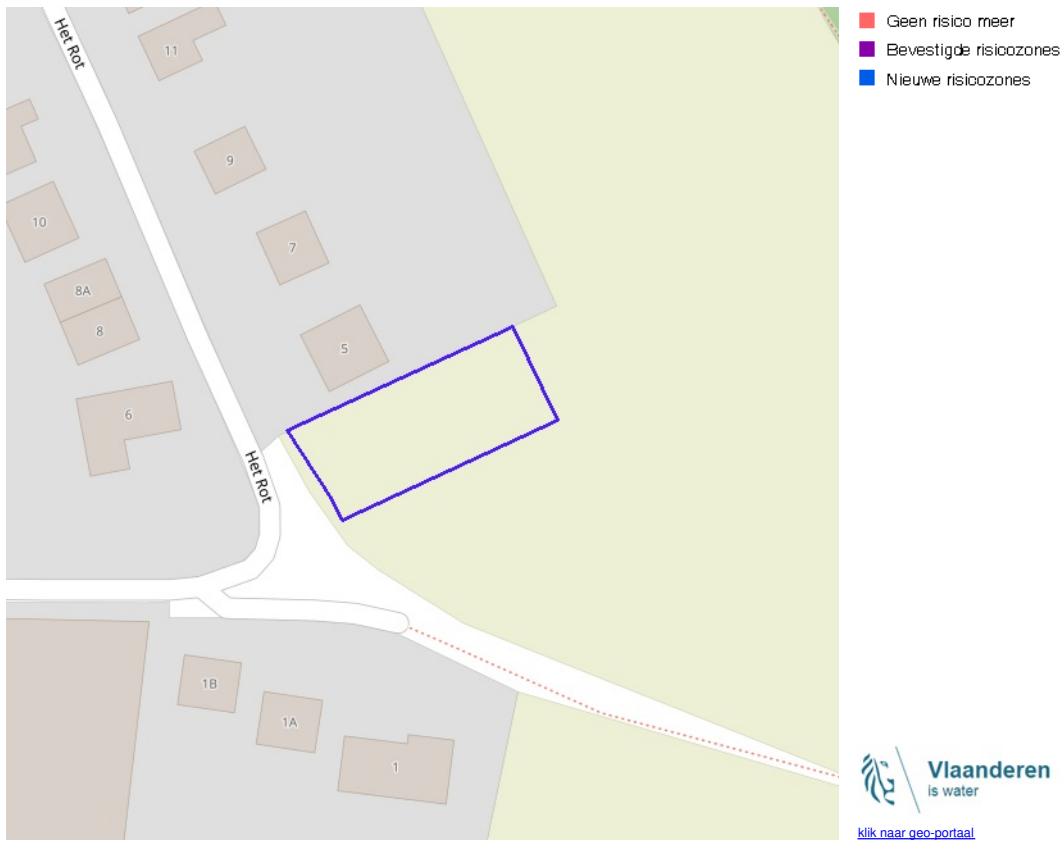 Het Rot
11
9
10
7
8A
8
5
6
Het Rot
1B
1A
1
Geen risico meer
Bevestigde risicozones
Nieuwe risicozones
Vlaanderen
is water
klik naar geo-portaal